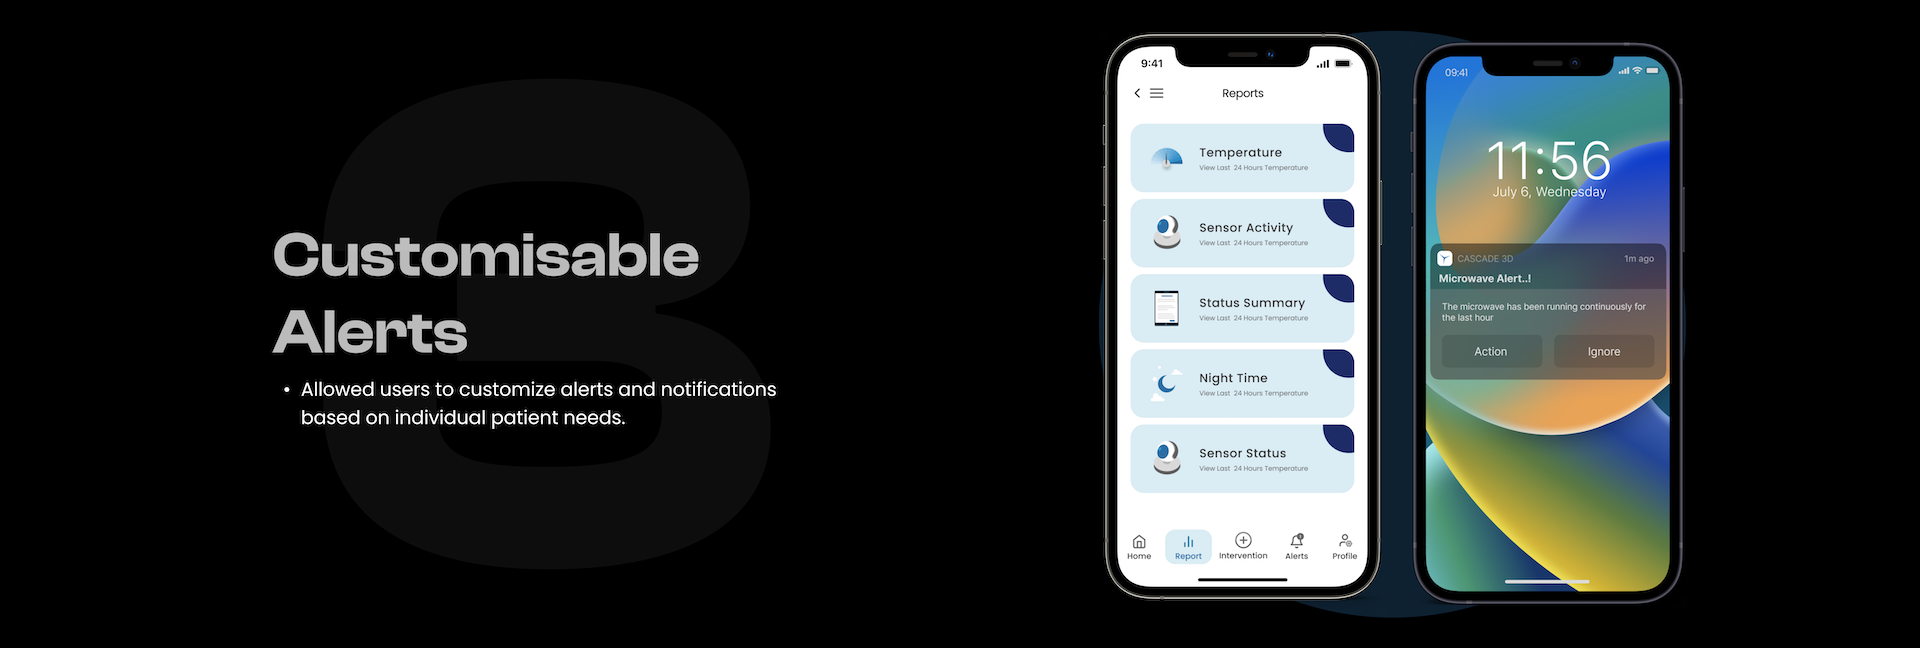 3
Customisable
Alerts
• Allowed users to customize alerts and notifications
based on individual patient needs.
9:41
Reports
Temperature
View Last 24 Hours Temperature
Sensor Activity
View Last 24 Hours Temperature
Status Summary
View Last 24 Hours Temperature
Night Time
View Last 24 Hours Temperature
Sensor Status
View Last 24 Hours Temperature
Home Report Intervention Alerts Profile
09:41
11:56
July 6, Wednesday
CASCADE 3D 1m ago
Microwave Alert..!
The microwave has been running continuously for
the last hour
Action Ignore